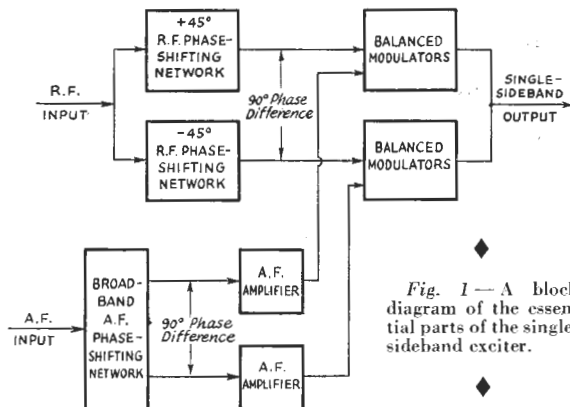 +45°
R.F. PHASE-
SHIFTING
NETWORK
BALANCED
MODULATORS
R.F.
INPUT
90° Phase
Difference
SINGLE-
SIDEBAND
OUTPUT
-45°
R.F. PHASE-
SHIFTING
NETWORK
BALANCED
MODULATORS
BROAD-
BAND
A.F.
PHASE-
SHIFTING
NETWORK
A.F.
AMPLIFIER
A.F.
INPUT
90° Phase
Difference
A.F.
AMPLIFIER
Fig. 1 — A bloc
diagram of the essen
tial parts of the single
sideband exciter.